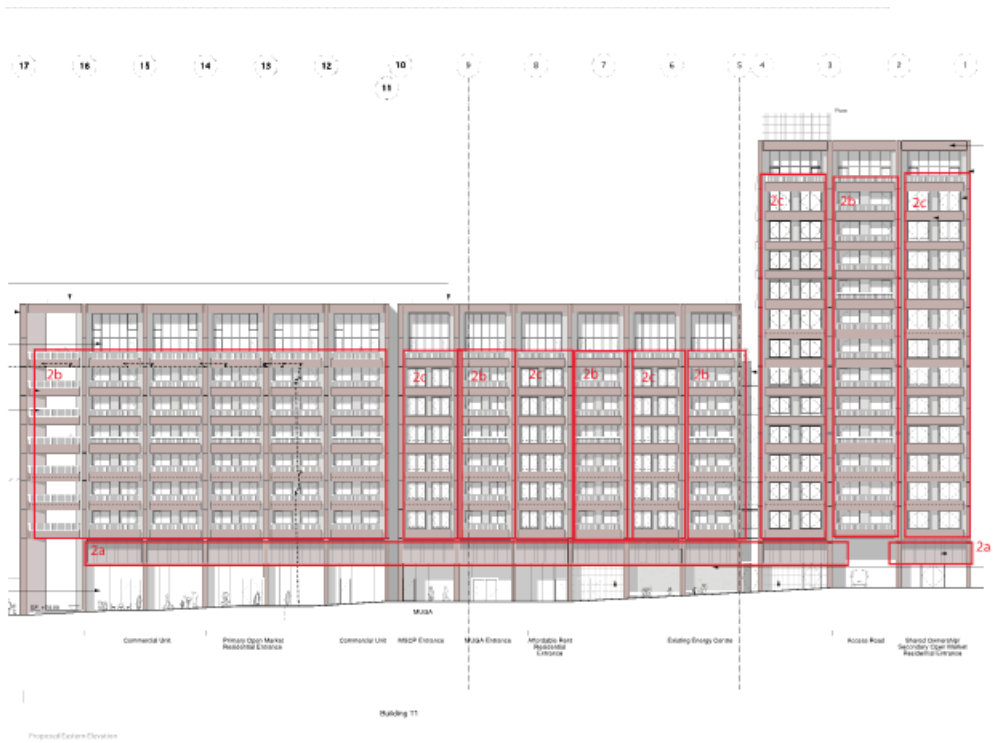 17 16 15 14 13 12 10 9 8 7 6 5 4 3 2 1
11
2c 2b 2c
2b 2c 2b 2c 2b 2c 2b
2a
2a
MUGA
Commercial Unit
Primary Open Market
Residential Entrance
Commercial Unit
MSCP Entrance
MUGA Entrance
Affordable Rent
Residential
Entrance
Existing Energy Centre
Access Road
Shared Ownership/
Secondary Open Market
Residential Entrance
Building 11
Proposed Eastern Elevation